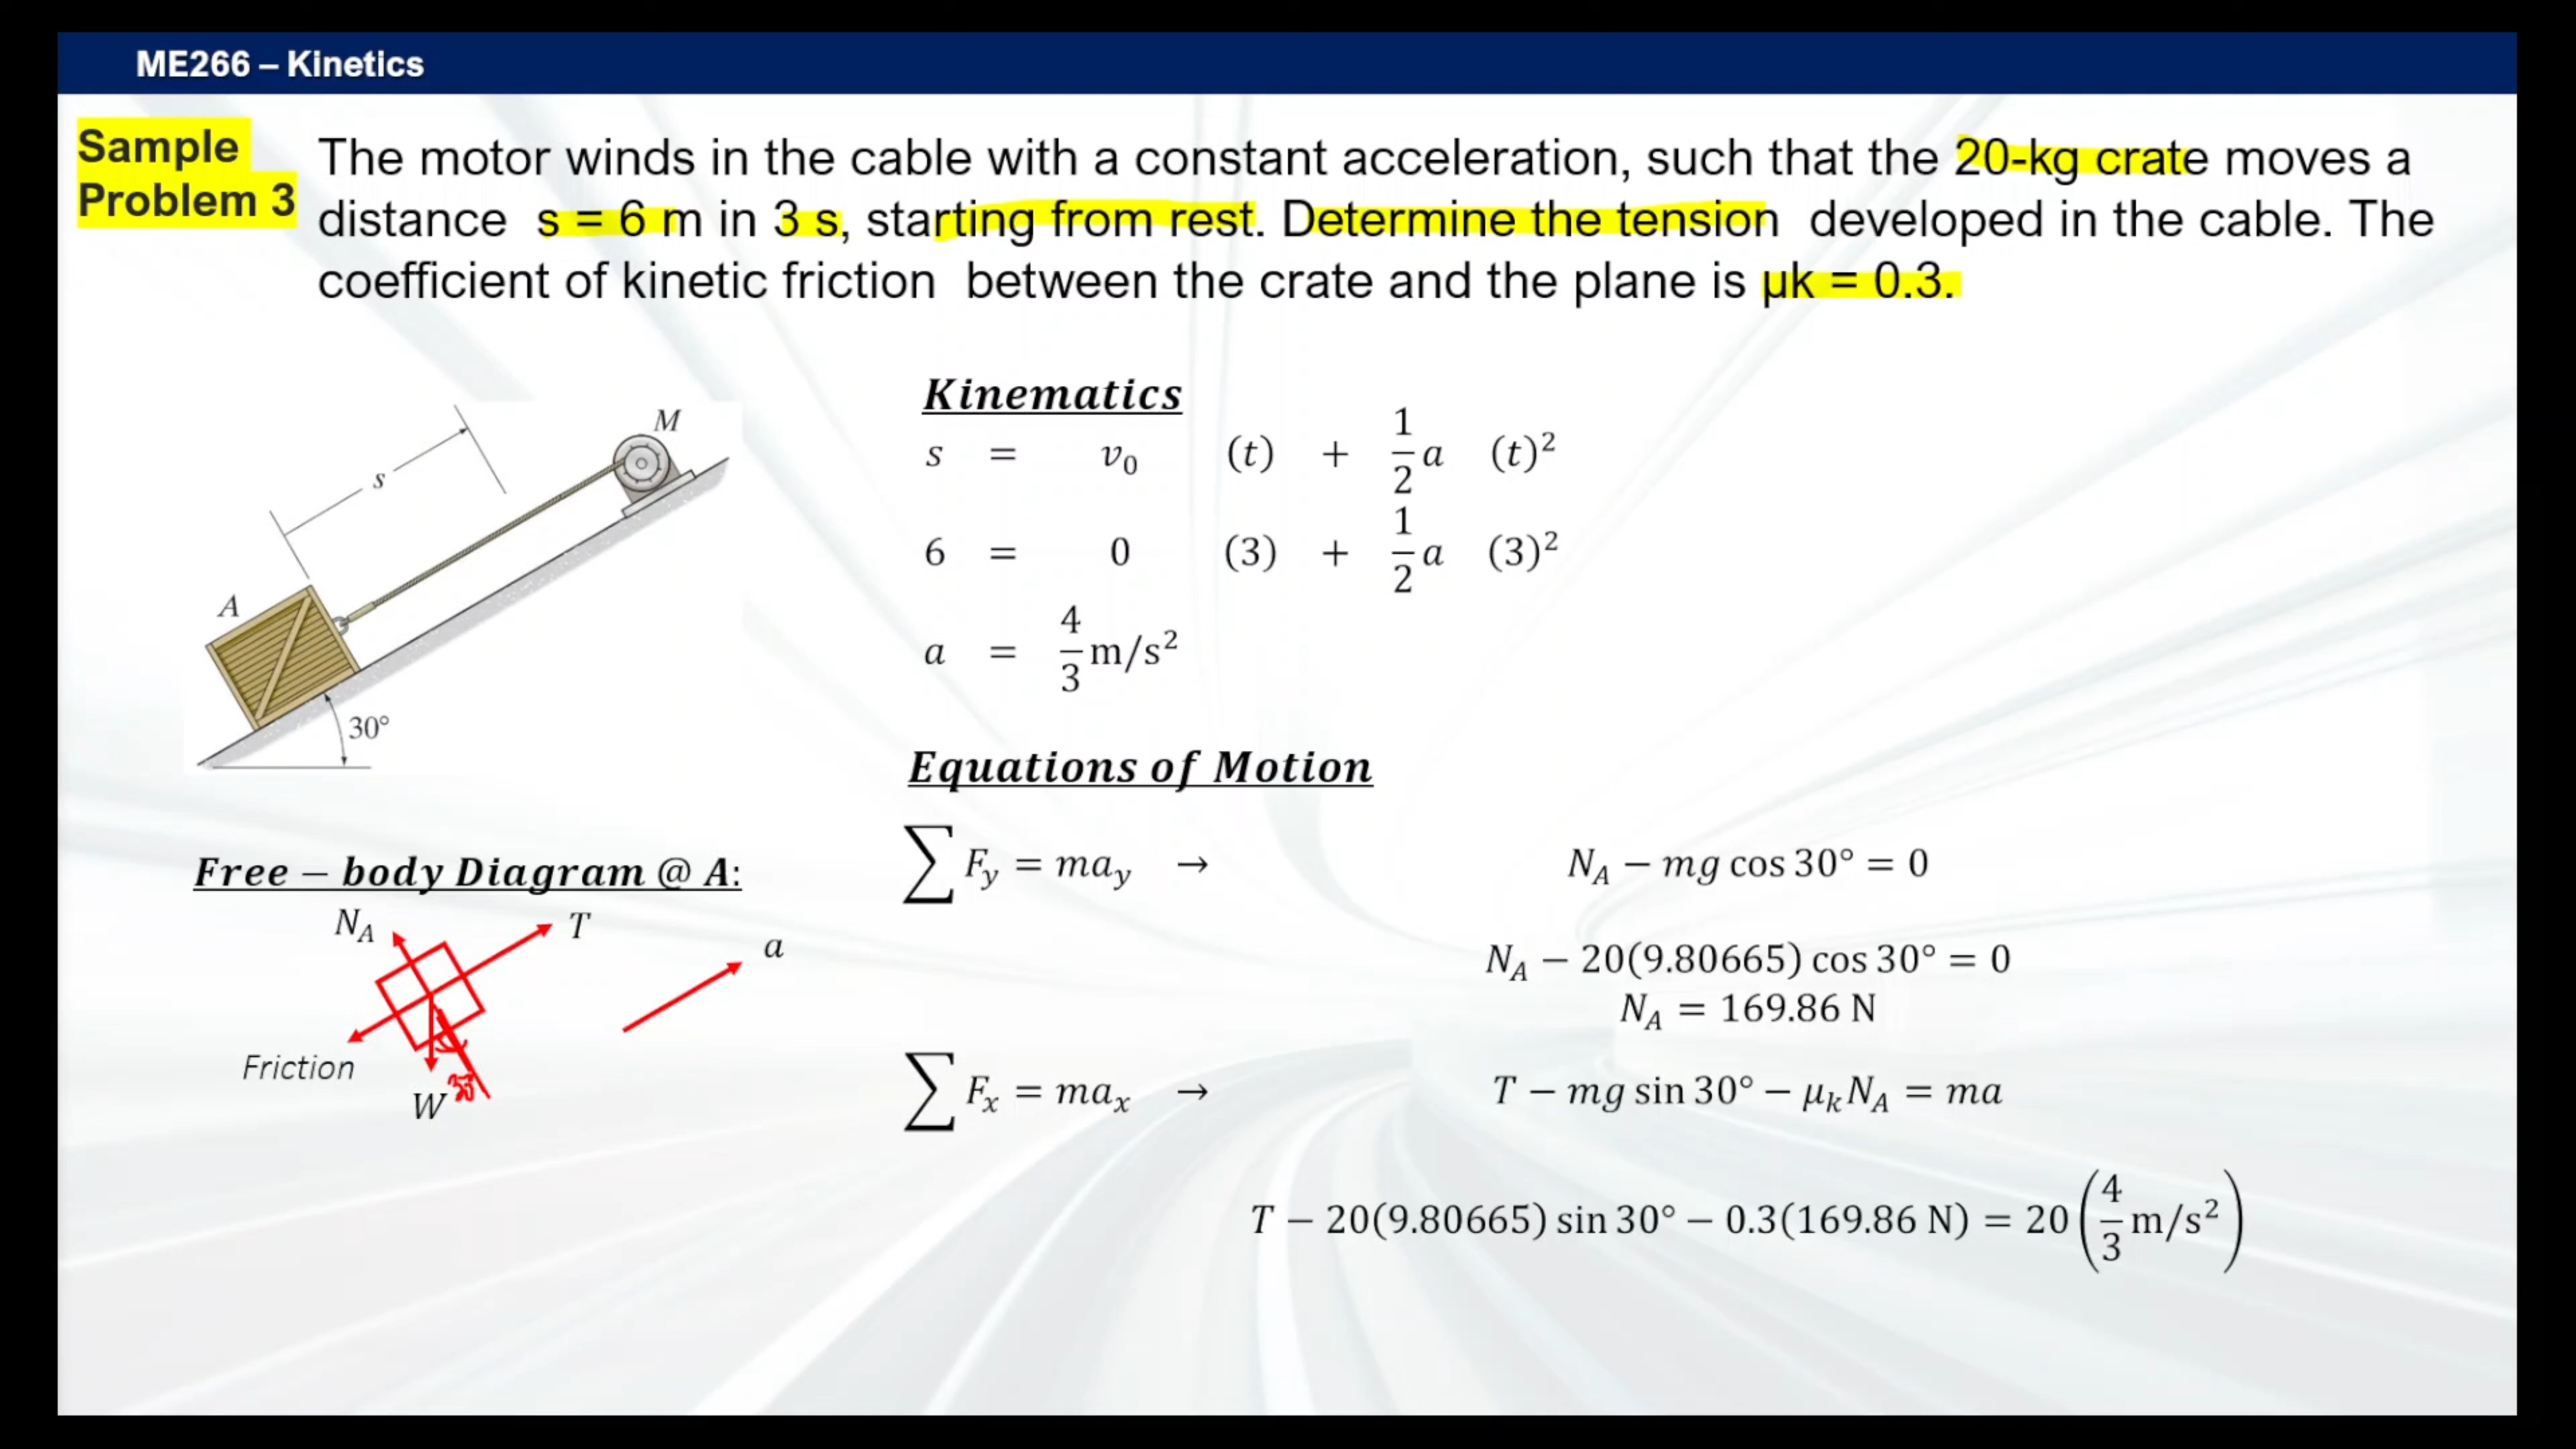 ME266 – Kinetics
Sample
Problem 3
The motor winds in the cable with a constant acceleration, such that the 20-kg crate moves a
distance s = 6 m in 3 s, starting from rest. Determine the tension developed in the cable. The
coefficient of kinetic friction between the crate and the plane is µk = 0.3.
M
s
A
30°
Kinematics
s = v₀ (t) + 1/2 a (t)²
6 = 0 (3) + 1/2 a (3)²
a = 4/3 m/s²
Equations of Motion
∑ F_y = ma_y → N_A − mg cos 30° = 0
N_A − 20(9.80665) cos 30° = 0
N_A = 169.86 N
∑ F_x = ma_x → T − mg sin 30° − μ_k N_A = ma
T − 20(9.80665) sin 30° − 0.3(169.86 N) = 20 (4/3 m/s²)
Free − body Diagram @ A:
N_A
T
a
Friction
W